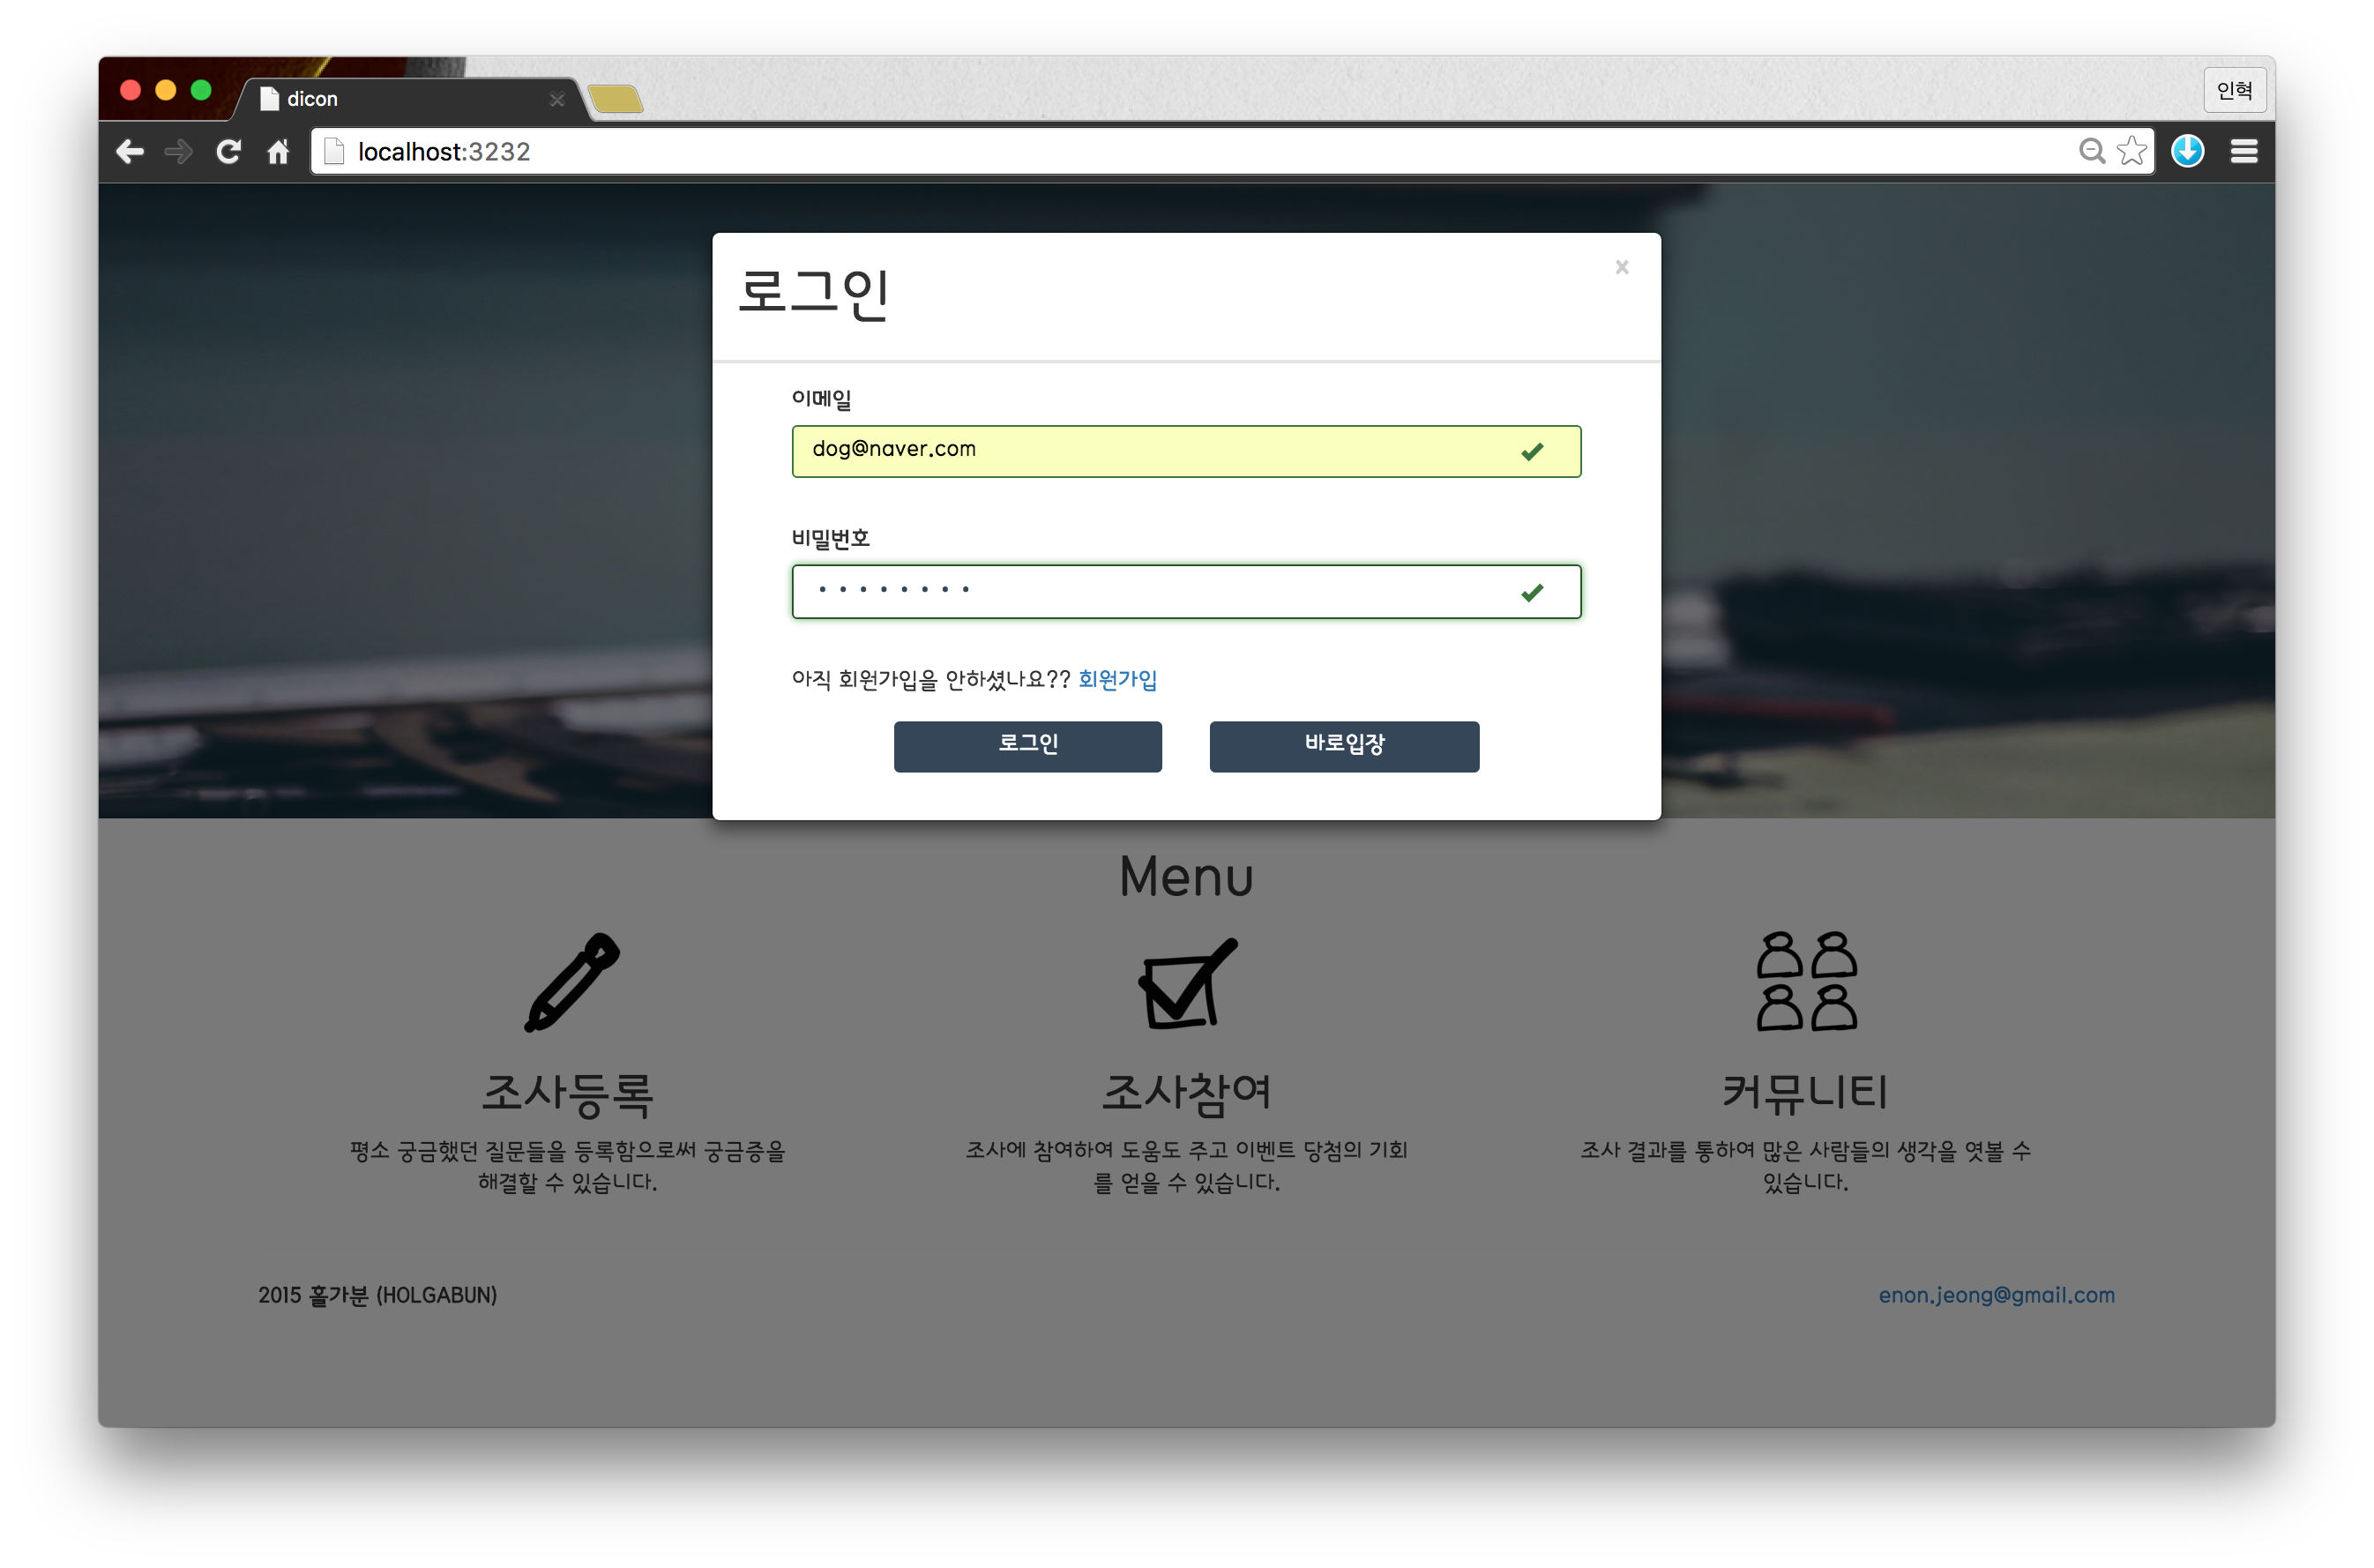 dicon
인혁
localhost:3232
로그인
×
이메일
dog@naver.com
비밀번호
• • • • • • • •
아직 회원가입을 안하셨나요?? 회원가입
로그인 바로입장
Menu
조사등록
평소 궁금했던 질문들을 등록함으로써 궁금증을
해결할 수 있습니다.
조사참여
조사에 참여하여 도움도 주고 이벤트 당첨의 기회
를 얻을 수 있습니다.
커뮤니티
조사 결과를 통하여 많은 사람들의 생각을 엿볼 수
있습니다.
2015 홀가분 (HOLGABUN)
enon.jeong@gmail.com